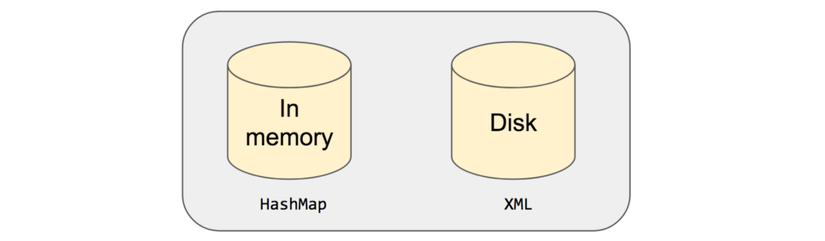 In
memory
Disk
HashMap
XML